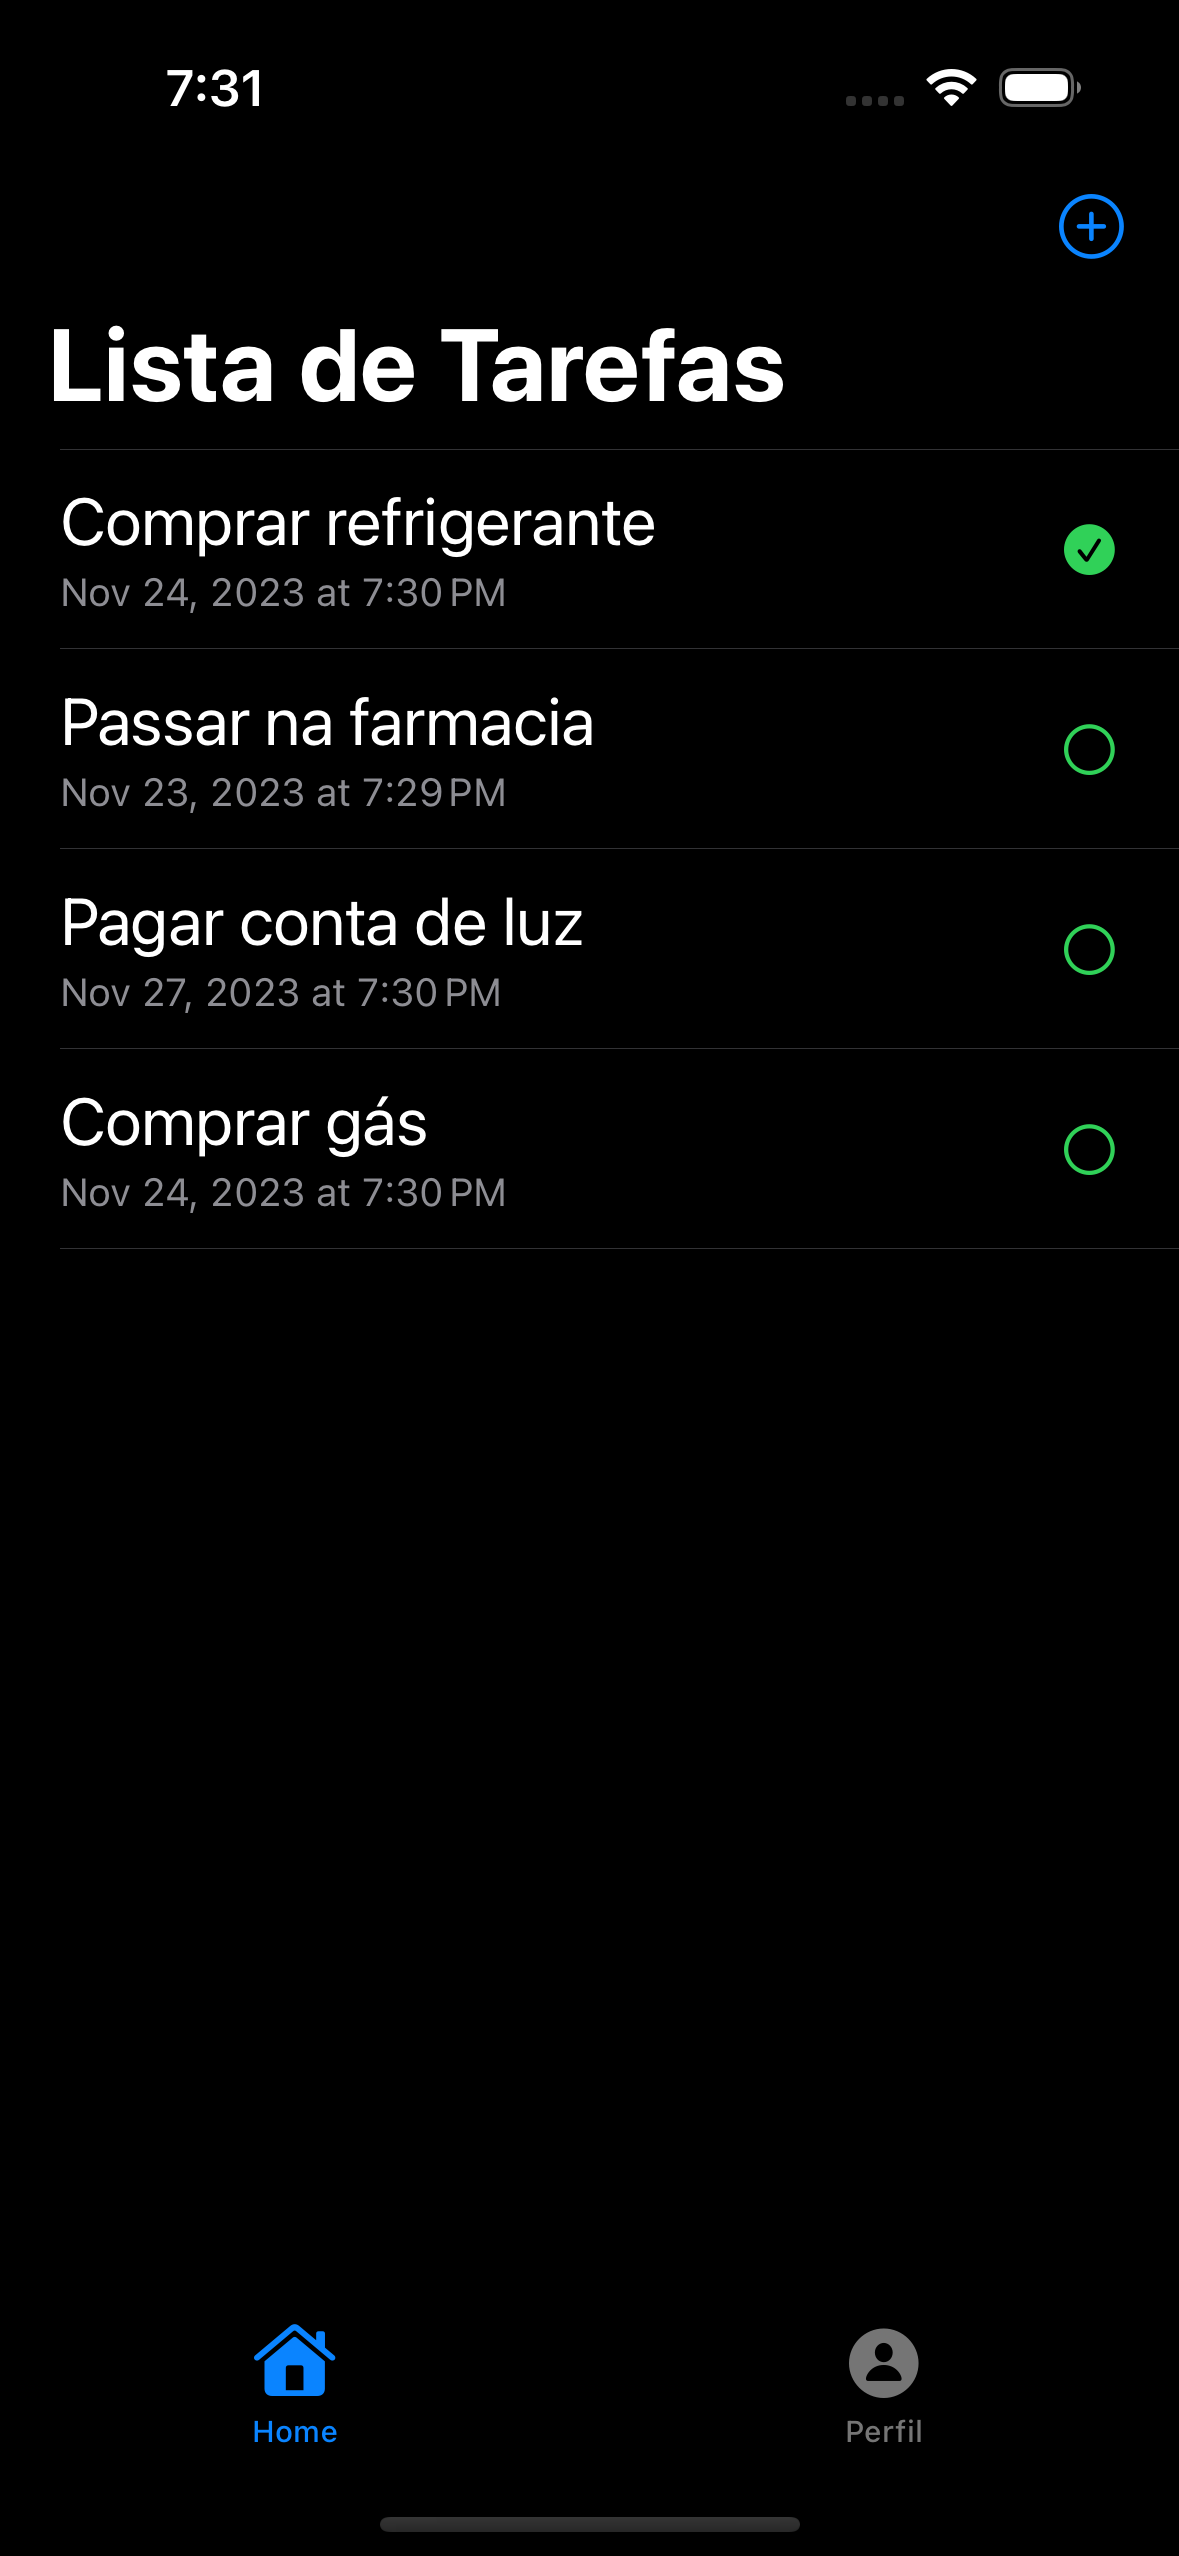 7:31
Lista de Tarefas
Comprar refrigerante
Nov 24, 2023 at 7:30 PM
Passar na farmacia
Nov 23, 2023 at 7:29 PM
Pagar conta de luz
Nov 27, 2023 at 7:30 PM
Comprar gás
Nov 24, 2023 at 7:30 PM
Home
Perfil